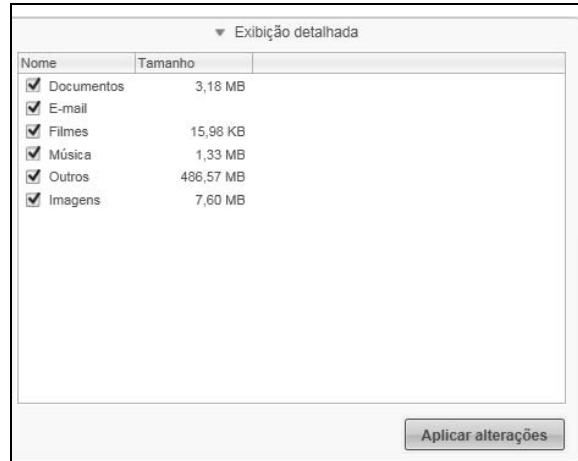 ▼ Exibição detalhada
Nome Tamanho
Documentos 3,18 MB
E-mail
Filmes 15,98 KB
Música 1,33 MB
Outros 486,57 MB
Imagens 7,60 MB
Aplicar alterações